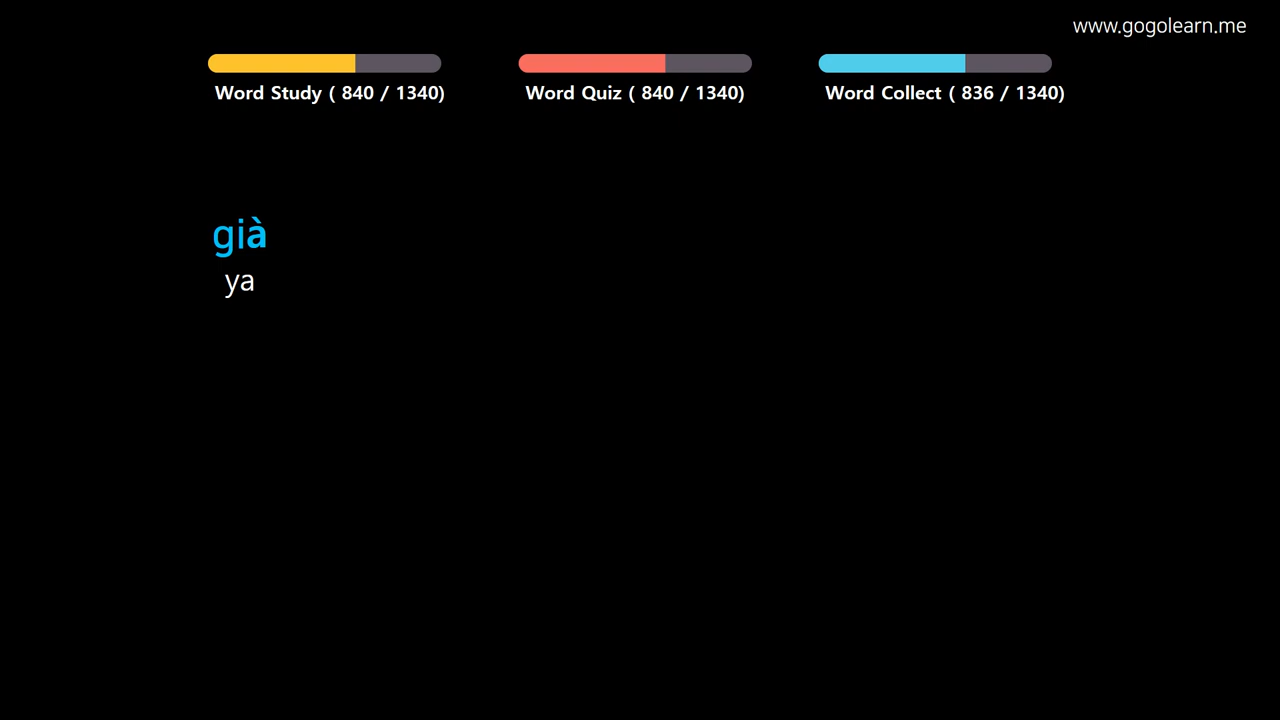 www.gogolearn.me
Word Study ( 840 / 1340)
Word Quiz ( 840 / 1340)
Word Collect ( 836 / 1340)
già
ya